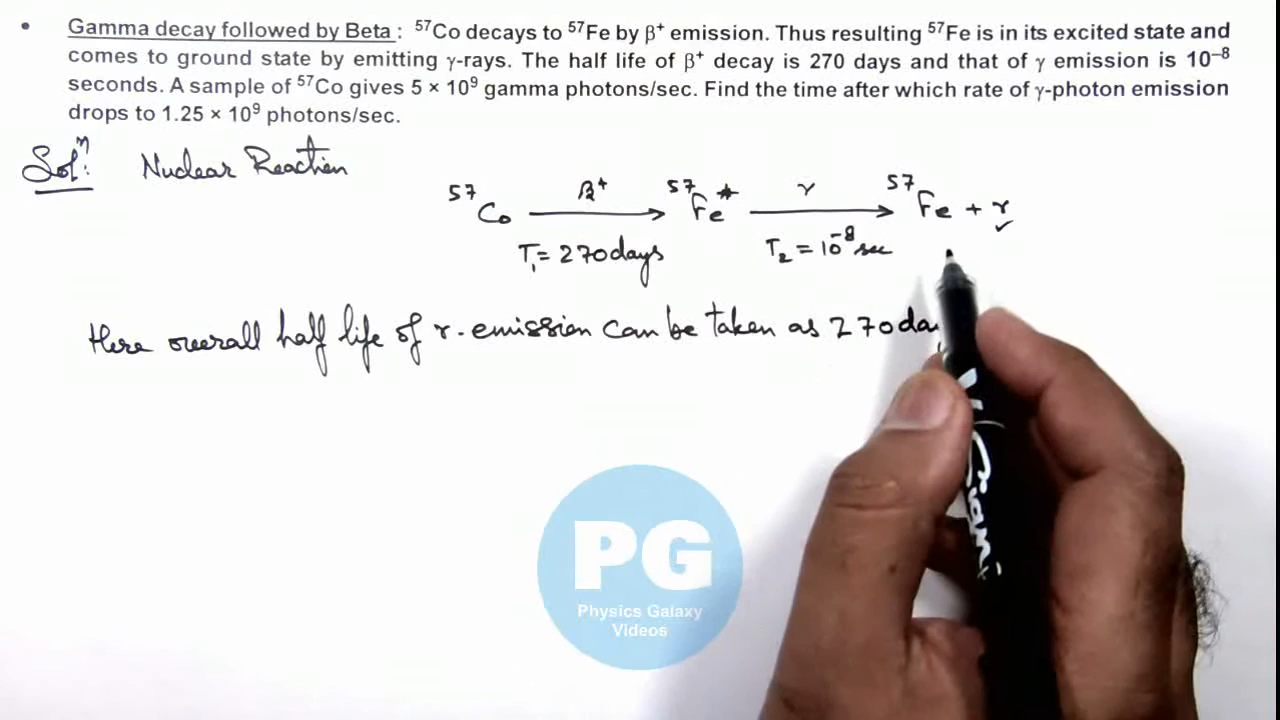 • Gamma decay followed by Beta : ⁵⁷Co decays to ⁵⁷Fe by β⁺ emission. Thus resulting ⁵⁷Fe is in its excited state and
comes to ground state by emitting γ-rays. The half life of β⁺ decay is 270 days and that of γ emission is 10⁻⁸
seconds. A sample of ⁵⁷Co gives 5 × 10⁹ gamma photons/sec. Find the time after which rate of γ-photon emission
drops to 1.25 × 10⁹ photons/sec.
Solⁿ: Nuclear Reaction
⁵⁷Co —β⁺→ ⁵⁷Fe* —γ→ ⁵⁷Fe + γ
T₁ = 270days T₂ = 10⁻⁸ sec
Here overall half life of γ-emission can be taken as 270 da
PG
Physics Galaxy
Videos